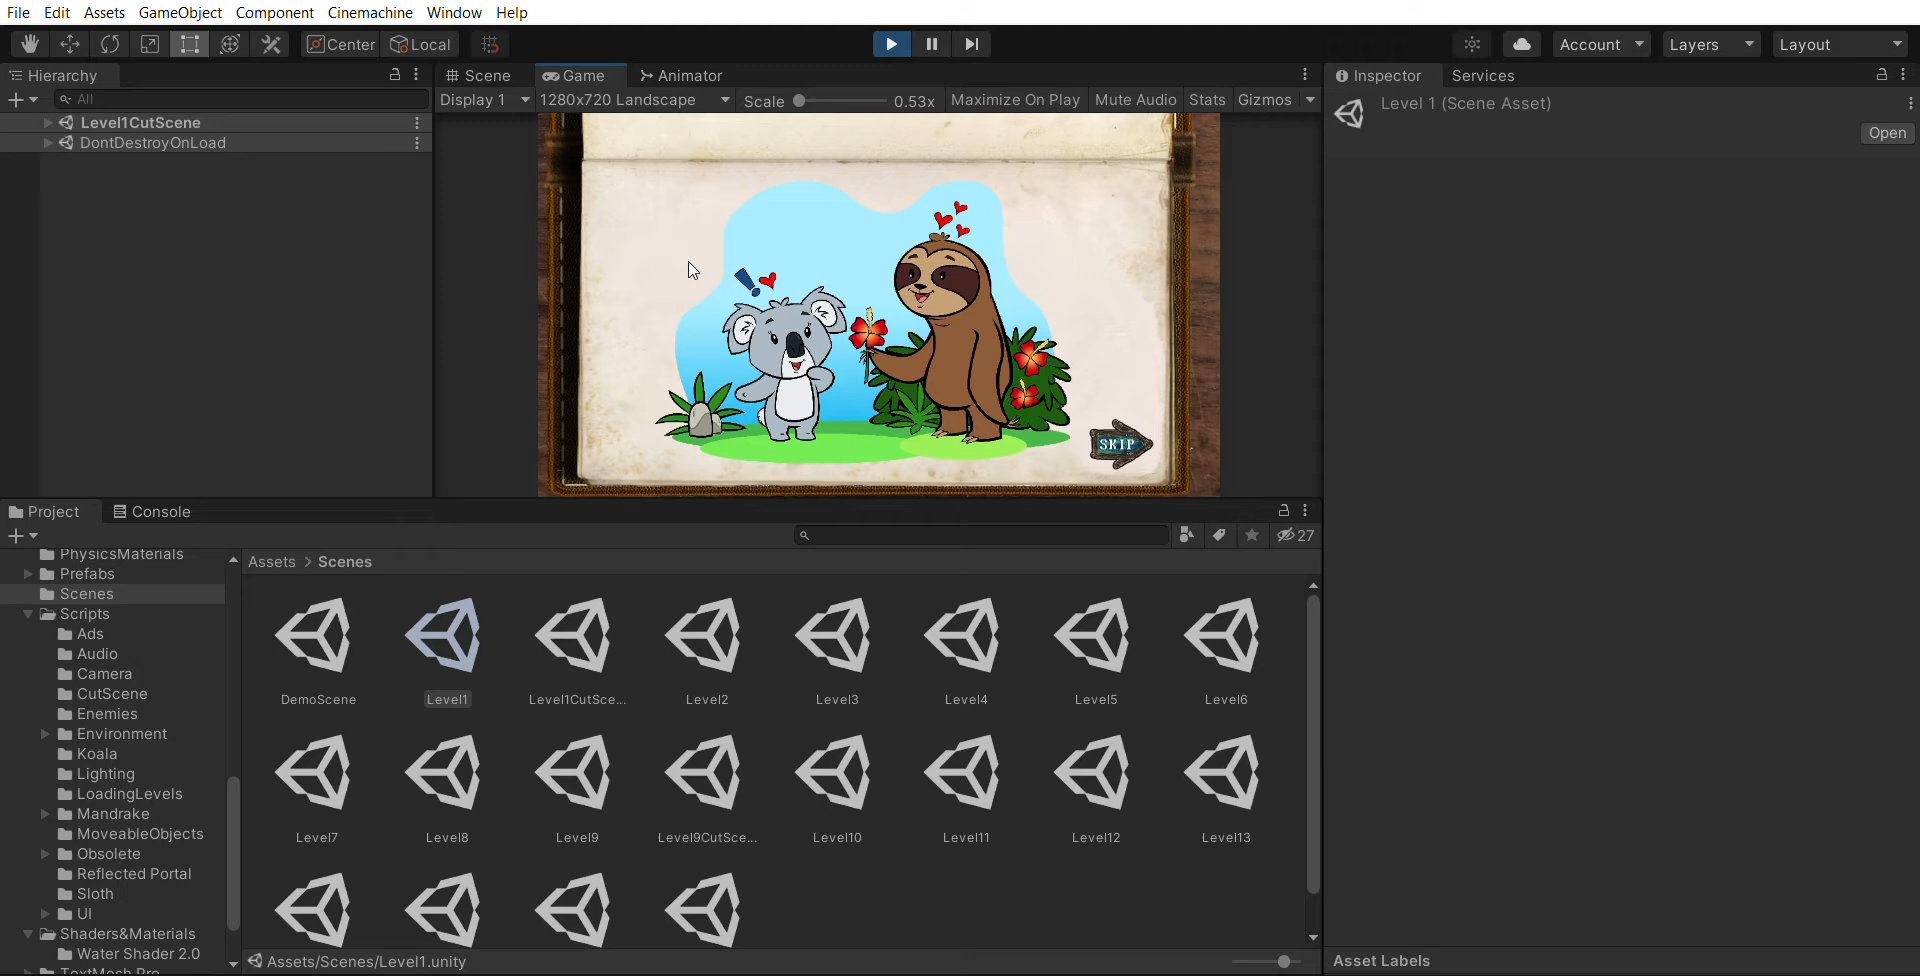 File Edit Assets GameObject Component Cinemachine Window Help
Center Local Account Layers Layout
Hierarchy
All
Level1CutScene
DontDestroyOnLoad
Scene Game Animator
Display 1 1280x720 Landscape Scale 0.53x Maximize On Play Mute Audio Stats Gizmos
!
SKIP
Inspector Services
Level 1 (Scene Asset)
Open
Project Console
27
PhysicsMaterials
Prefabs
Scenes
Scripts
Ads
Audio
Camera
CutScene
Enemies
Environment
Koala
Lighting
LoadingLevels
Mandrake
MoveableObjects
Obsolete
Reflected Portal
Sloth
UI
Shaders&Materials
Water Shader 2.0
TextMesh Pro
Assets > Scenes
DemoScene Level1 Level1CutSce... Level2 Level3 Level4 Level5 Level6
Level7 Level8 Level9 Level9CutSce... Level10 Level11 Level12 Level13
Assets/Scenes/Level1.unity
Asset Labels